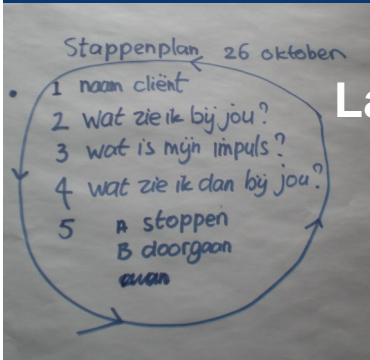 Stappenplan 26 oktober
1 naam cliënt
2 wat zie ik bij jou?
3 wat is mijn impuls?
4 wat zie ik dan bij jou?
5 A stoppen
B doorgaan
La